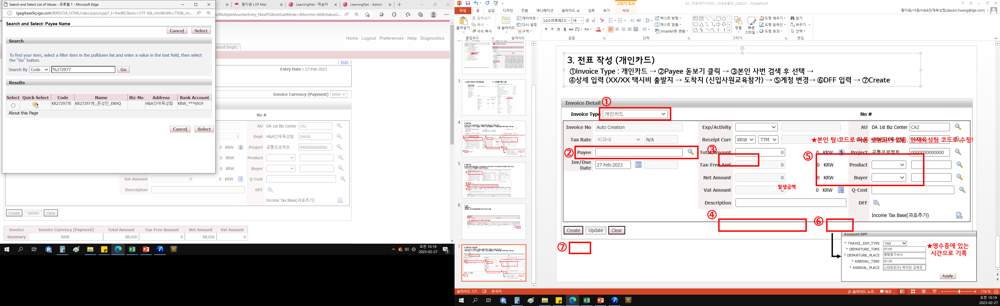 Search and Select List of Values - 프로필 1 - Microsoft Edge
lgegltase9q.lge.com:8080/OA_HTML/cabo/jsps/a.jsp?_t=fredRC&enc=UTF-8&_minWidth=750&_mi...
Search and Select: Payee Name
Cancel Select
Search
To find your item, select a filter item in the pulldown list and enter a value in the text field, then select
the "Go" button.
Search By Code %272977 Go
Results
Select Quick Select Code Name Biz-No Address Bank Account
KR272977E KR272977E_윤성민_EKHQ H&A인재육성팀 KRW_***6919
About this Page
Cancel Select
황다원's EP Mail
LearningNet - 학습자
LearningNet - Admin
/MultipleVoucherEntry_NewPG&initSubMode=&formId=66&StatusG...
Home Logout Preferences Help Diagnostics
ated Dept.
| Rule |
Entry Date : 27-Feb-2023
Invoice Currency (Payment) KRW
No #
AU DA 1st Biz Center CAZ
1 Dept H&A인재육성팀 26658
0 KRW Project 공통프로젝트 0000000000000
0 KRW Product
0 KRW Buyer
Vat Amount 0 0 KRW Q-Cost
Description DFF
Income Tax Base(과표추가)
Create Update Clear
Invoice Invoice Currency (Payment) Total Amount Tax-Free Amount Net Amount Vat Amount
Summary KRW 88,650 0 88,650 0
오전 10:19
2023-02-27
1
그리기 도구
#2. 전표처리가이드_시내교통비_230227 - PowerPoint
파일 홈 삽입 디자인 전환 애니메이션 슬라이드 쇼 검토 보기 서식
황다원/사원/H&A인재육성팀(dawon.hwang@lge.com)
붙여넣기 잘라내기 복사 서식 복사
클립보드
새 슬라이드 레이아웃 다시 설정 구역
슬라이드
LG스마트체2.0 16
가 가 가 S 간 Aa 가
글꼴
텍스트 방향
텍스트 맞춤
SmartArt로 변환
단락
정렬 빠른 스타일
도형 채우기
도형 윤곽선
도형 효과
그리기
찾기
바꾸기
선택
편집
3
4
5
6
7
3. 전표 작성 (개인카드)
①Invoice Type : 개인카드 → ②Payee 돋보기 클릭 → ③본인 사번 검색 후 선택 →
④상세 입력 (XX/XX 택시비 출발지 → 도착지 (신입사원교육참가) → ⑤계정 변경→ ⑥DFF 입력 → ⑦Create
Invoice Detail ①
Invoice Type 개인카드 No #
Invoice No Auto Creation Exp/Activity AU DA 1st Biz Center CAZ
Tax Rate 비과세 N/A Receipt Curr KRW TTM
★본인 팀 코드로 자동 셋팅되어 있음. 인재육성팀 코드로 수정!
② Payee ③ Total Amount 0 0 KRW Project 공통프로젝트 0000000000000
⑤
Inv/Due Date 27-Feb-2023 Tax-Free Amt 0 0 KRW Product
Net Amount 0 0 KRW Buyer
발생금액
Vat Amount 0 0 KRW Q-Cost
Description DFF
④ ⑥
Income Tax Base(과표추가)
Create Update Clear
⑦
Account DFF
* TRAVEL_EXP_TYPE TAXI
* DEPARTURE_TIME 07:00
* DEPARTURE_PLACE 봉림동기숙사
* ARRIVAL_TIME 07:30
* ARRIVAL_PLACE 스마트파크1 복지관 교육장
★영수증에 있는
시간으로 기록
Apply
슬라이드 7/7 한국어
슬라이드 노트 메모 116 %
오전 10:19
2023-02-27